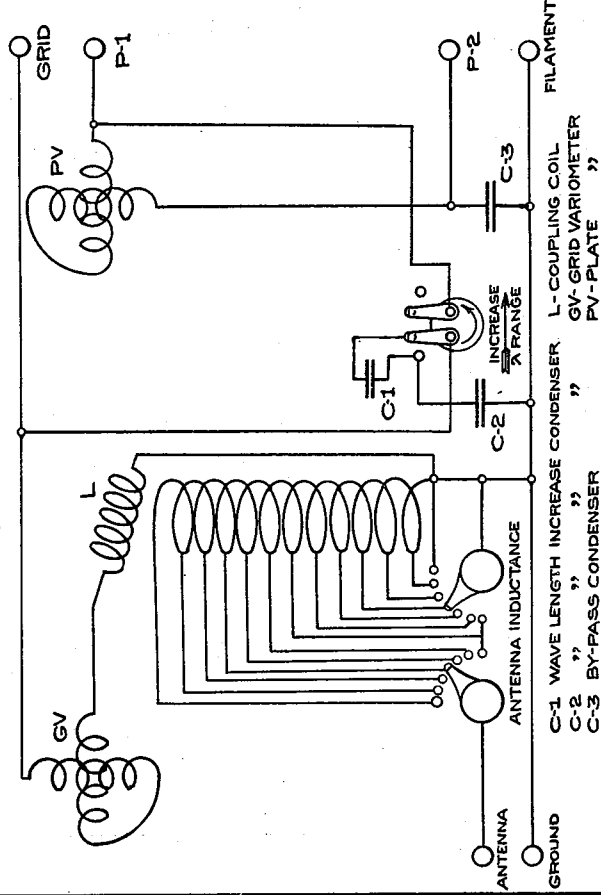 GRID
P-1
P-2
FILAMENT
PV
GV
L
C-1
C-2
C-3
INCREASE
λ RANGE
ANTENNA INDUCTANCE
ANTENNA
GROUND
C-1 WAVE LENGTH INCREASE CONDENSER
C-2 " " " "
C-3 BY-PASS CONDENSER
L-COUPLING COIL
GV-GRID VARIOMETER
PV-PLATE "